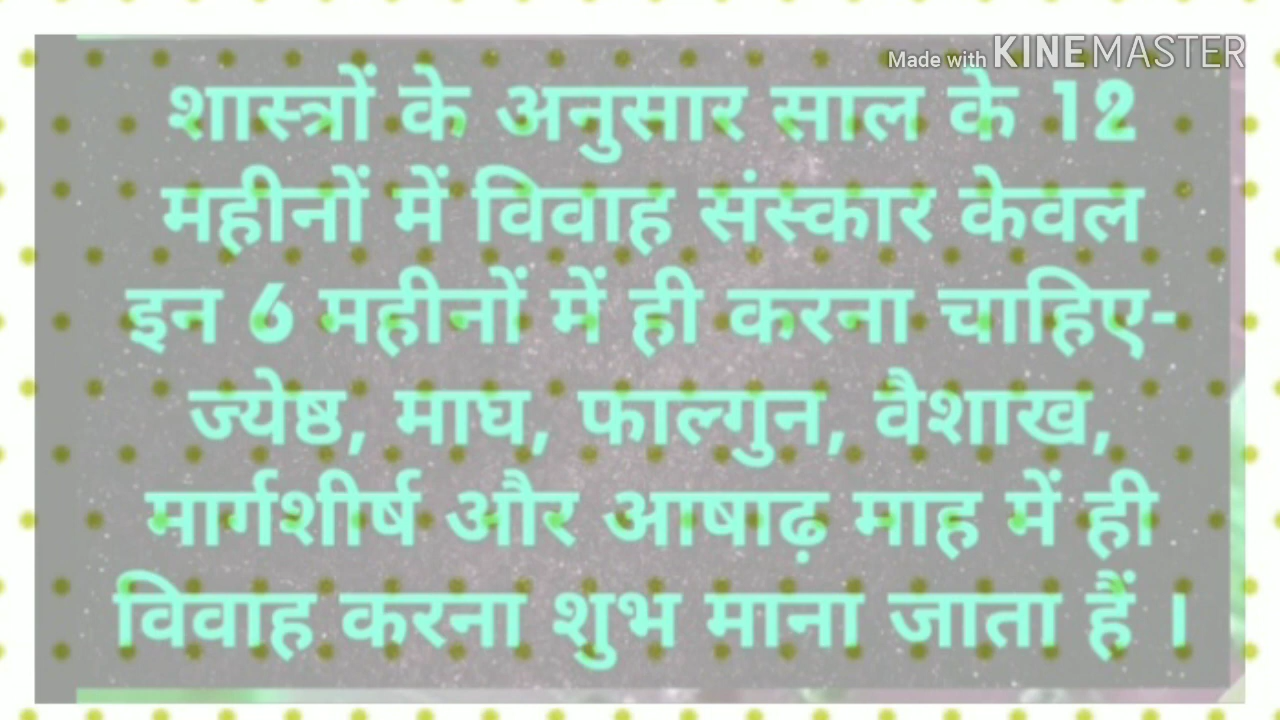 Made with KINEMASTER
शास्त्रों के अनुसार साल के 12
महीनों में विवाह संस्कार केवल
इन 6 महीनों में ही करना चाहिए-
ज्येष्ठ, माघ, फाल्गुन, वैशाख,
मार्गशीर्ष और आषाढ़ माह में ही
विवाह करना शुभ माना जाता हैं ।